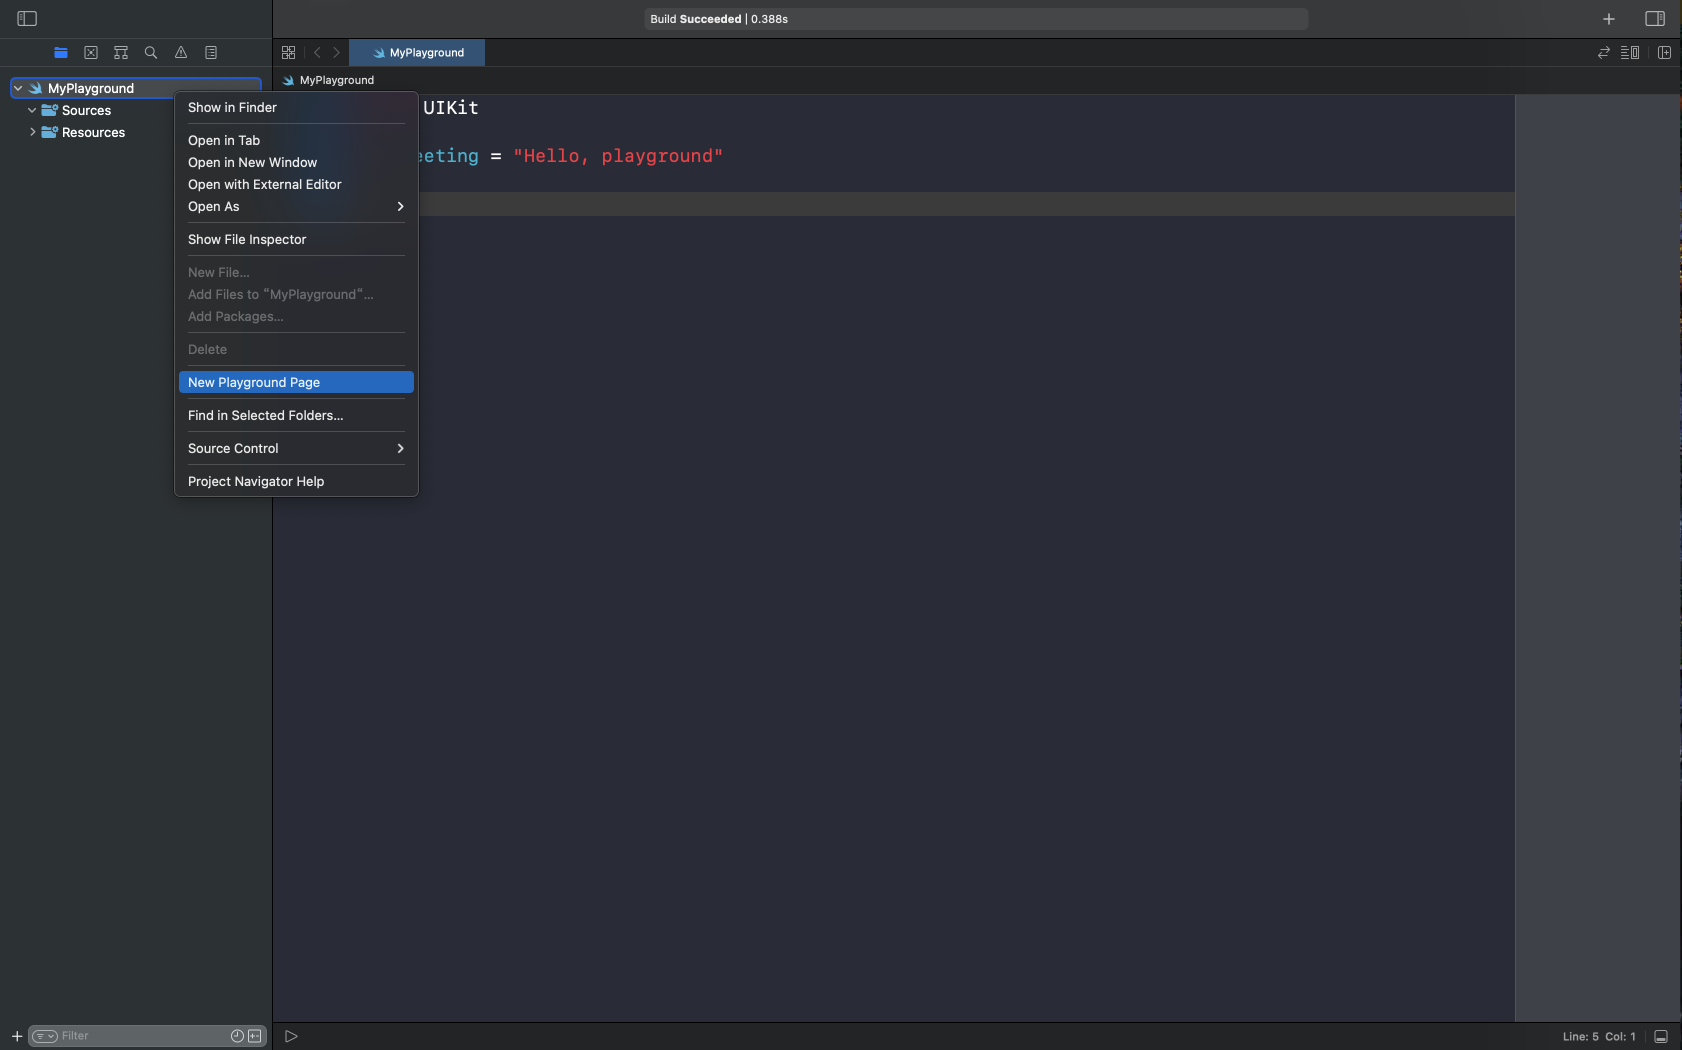 Build Succeeded | 0.388s
MyPlayground
MyPlayground
MyPlayground
Sources
Resources
Show in Finder
Open in Tab
Open in New Window
Open with External Editor
Open As
Show File Inspector
New File...
Add Files to “MyPlayground“...
Add Packages...
Delete
New Playground Page
Find in Selected Folders...
Source Control
Project Navigator Help
UIKit
eeting = "Hello, playground"
Filter
Line: 5 Col: 1